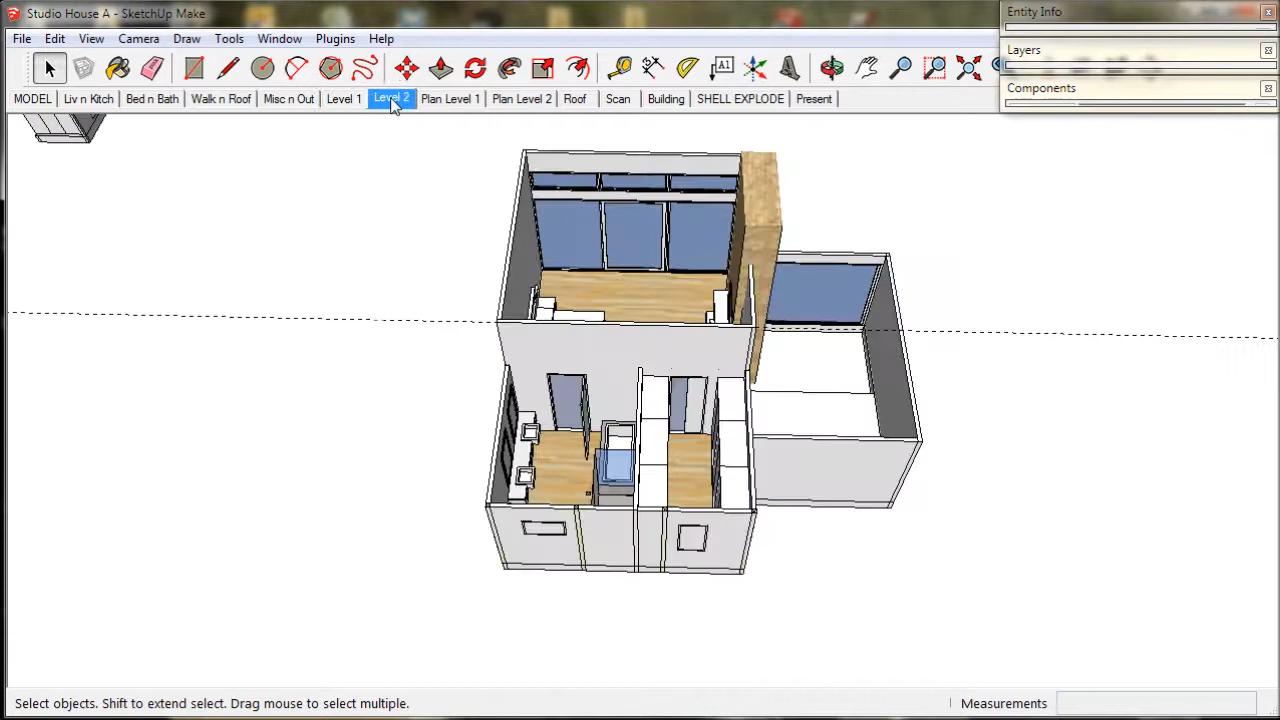 Studio House A - SketchUp Make
Entity Info
File Edit View Camera Draw Tools Window Plugins Help
Layers
A1
Components
MODEL Liv n Kitch Bed n Bath Walk n Roof Misc n Out Level 1 Level 2 Plan Level 1 Plan Level 2 Roof Scan Building SHELL EXPLODE Present
Select objects. Shift to extend select. Drag mouse to select multiple.
Measurements